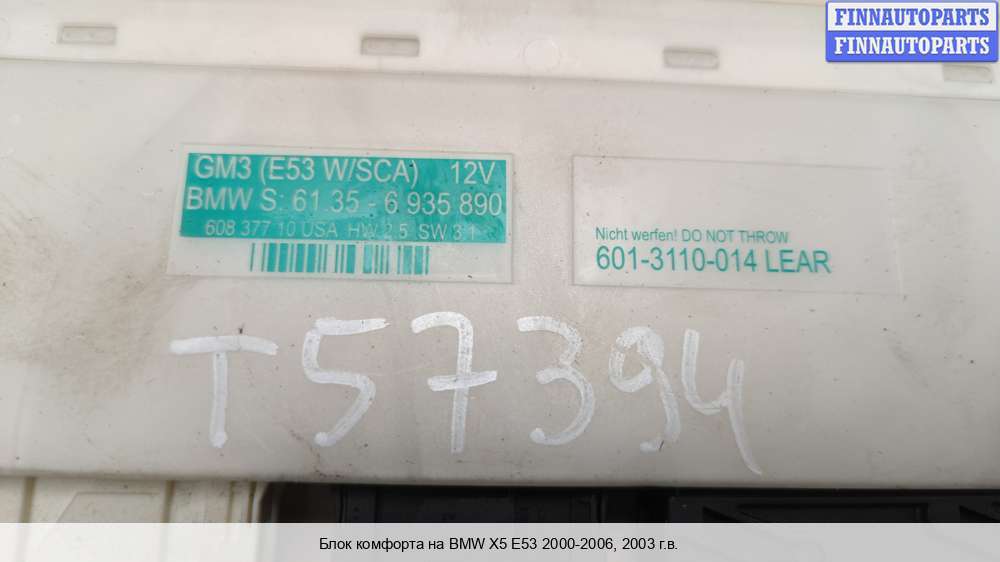 FINNAUTOPARTS
FINNAUTOPARTS
GM3 (E53 W/SCA) 12V
BMW S: 61.35 - 6 935 890
608 377 10 USA HW 2.5 SW 3.1
Nicht werfen! DO NOT THROW
601-3110-014 LEAR
T57394
Блок комфорта на BMW X5 E53 2000-2006, 2003 г.в.